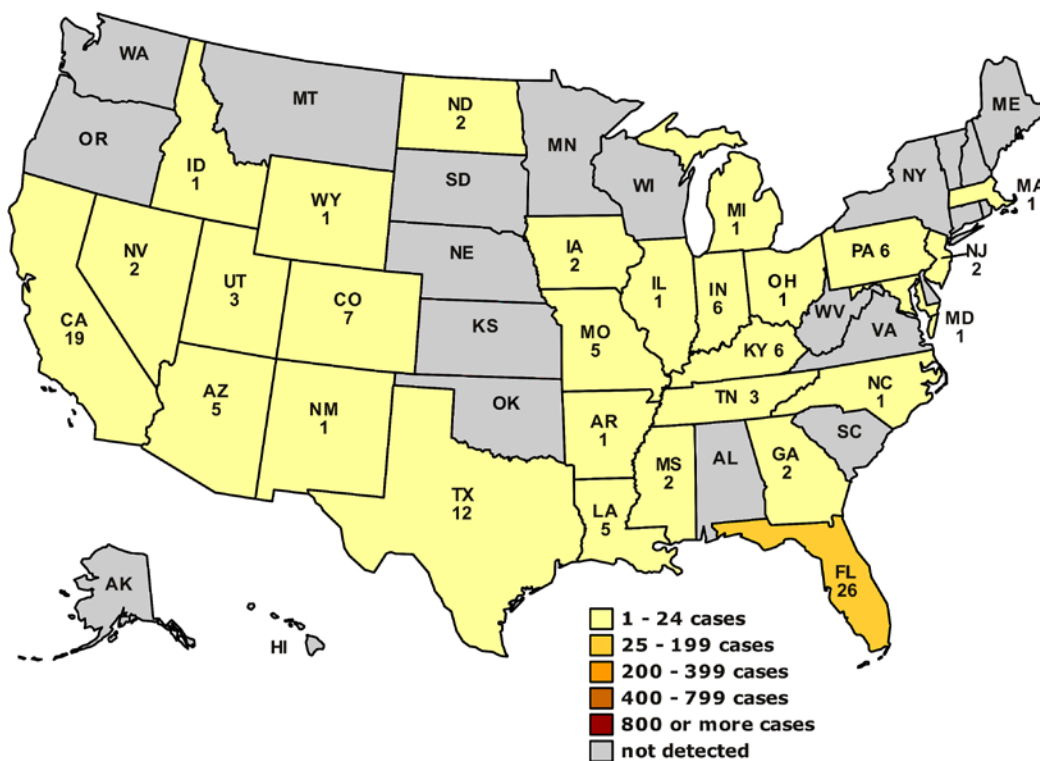 WA
MT
ND
2
MN
ME
OR
ID
1
SD
WI
NY
MA
1
WY
1
MI
1
NV
2
NE
IA
2
PA 6
NJ
2
UT
3
CO
7
IL
1
IN
6
OH
1
CA
19
KS
MO
5
WV
VA
MD
1
KY 6
AZ
5
NM
1
OK
AR
1
TN 3
NC
1
SC
MS
2
AL
GA
2
TX
12
LA
5
FL
26
AK
HI
1 - 24 cases
25 - 199 cases
200 - 399 cases
400 - 799 cases
800 or more cases
not detected